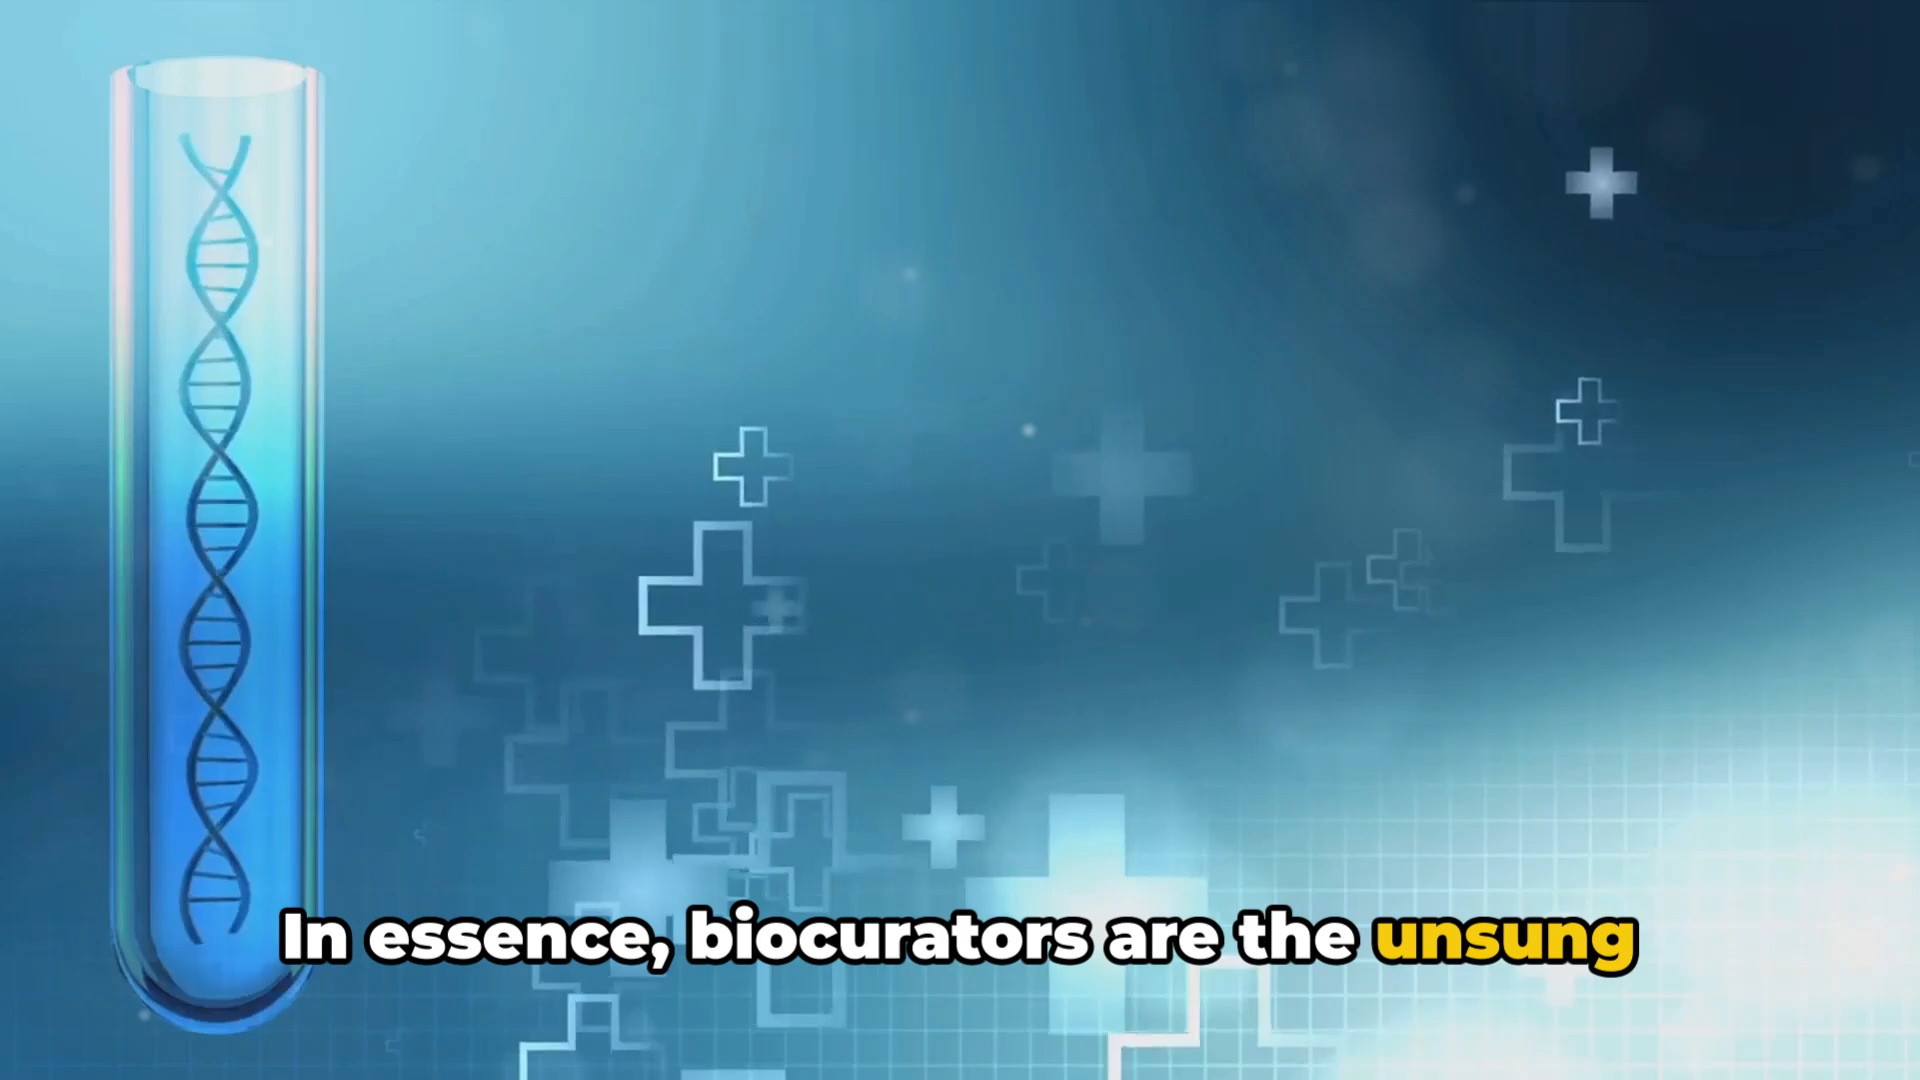 In essence, biocurators are the unsung